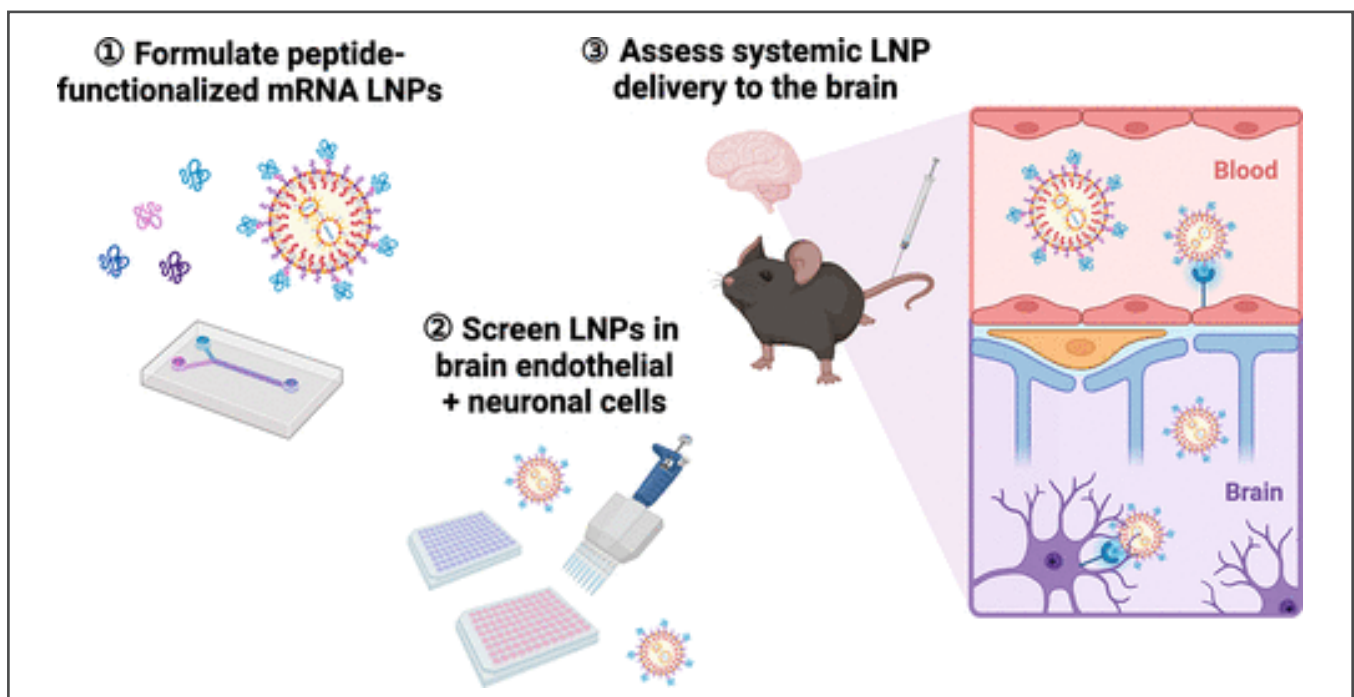 ① Formulate peptide-
functionalized mRNA LNPs
② Screen LNPs in
brain endothelial
+ neuronal cells
③ Assess systemic LNP
delivery to the brain
Blood
Brain